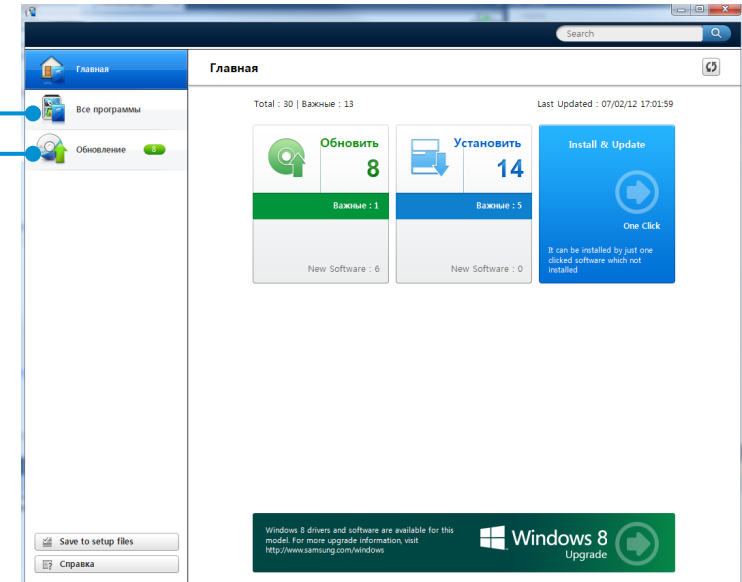 Search
Главная
Главная
Все программы
Обновление 8
Total : 30 | Важные : 13
Last Updated : 07/02/12 17:01:59
Обновить
8
Важные : 1
New Software : 6
Установить
14
Важные : 5
New Software : 0
Install & Update
One Click
It can be installed by just one
clicked software which not
installed
Save to setup files
Справка
Windows 8 drivers and software are available for this
model. For more upgrade information, visit
http://www.samsung.com/windows
Windows 8
Upgrade